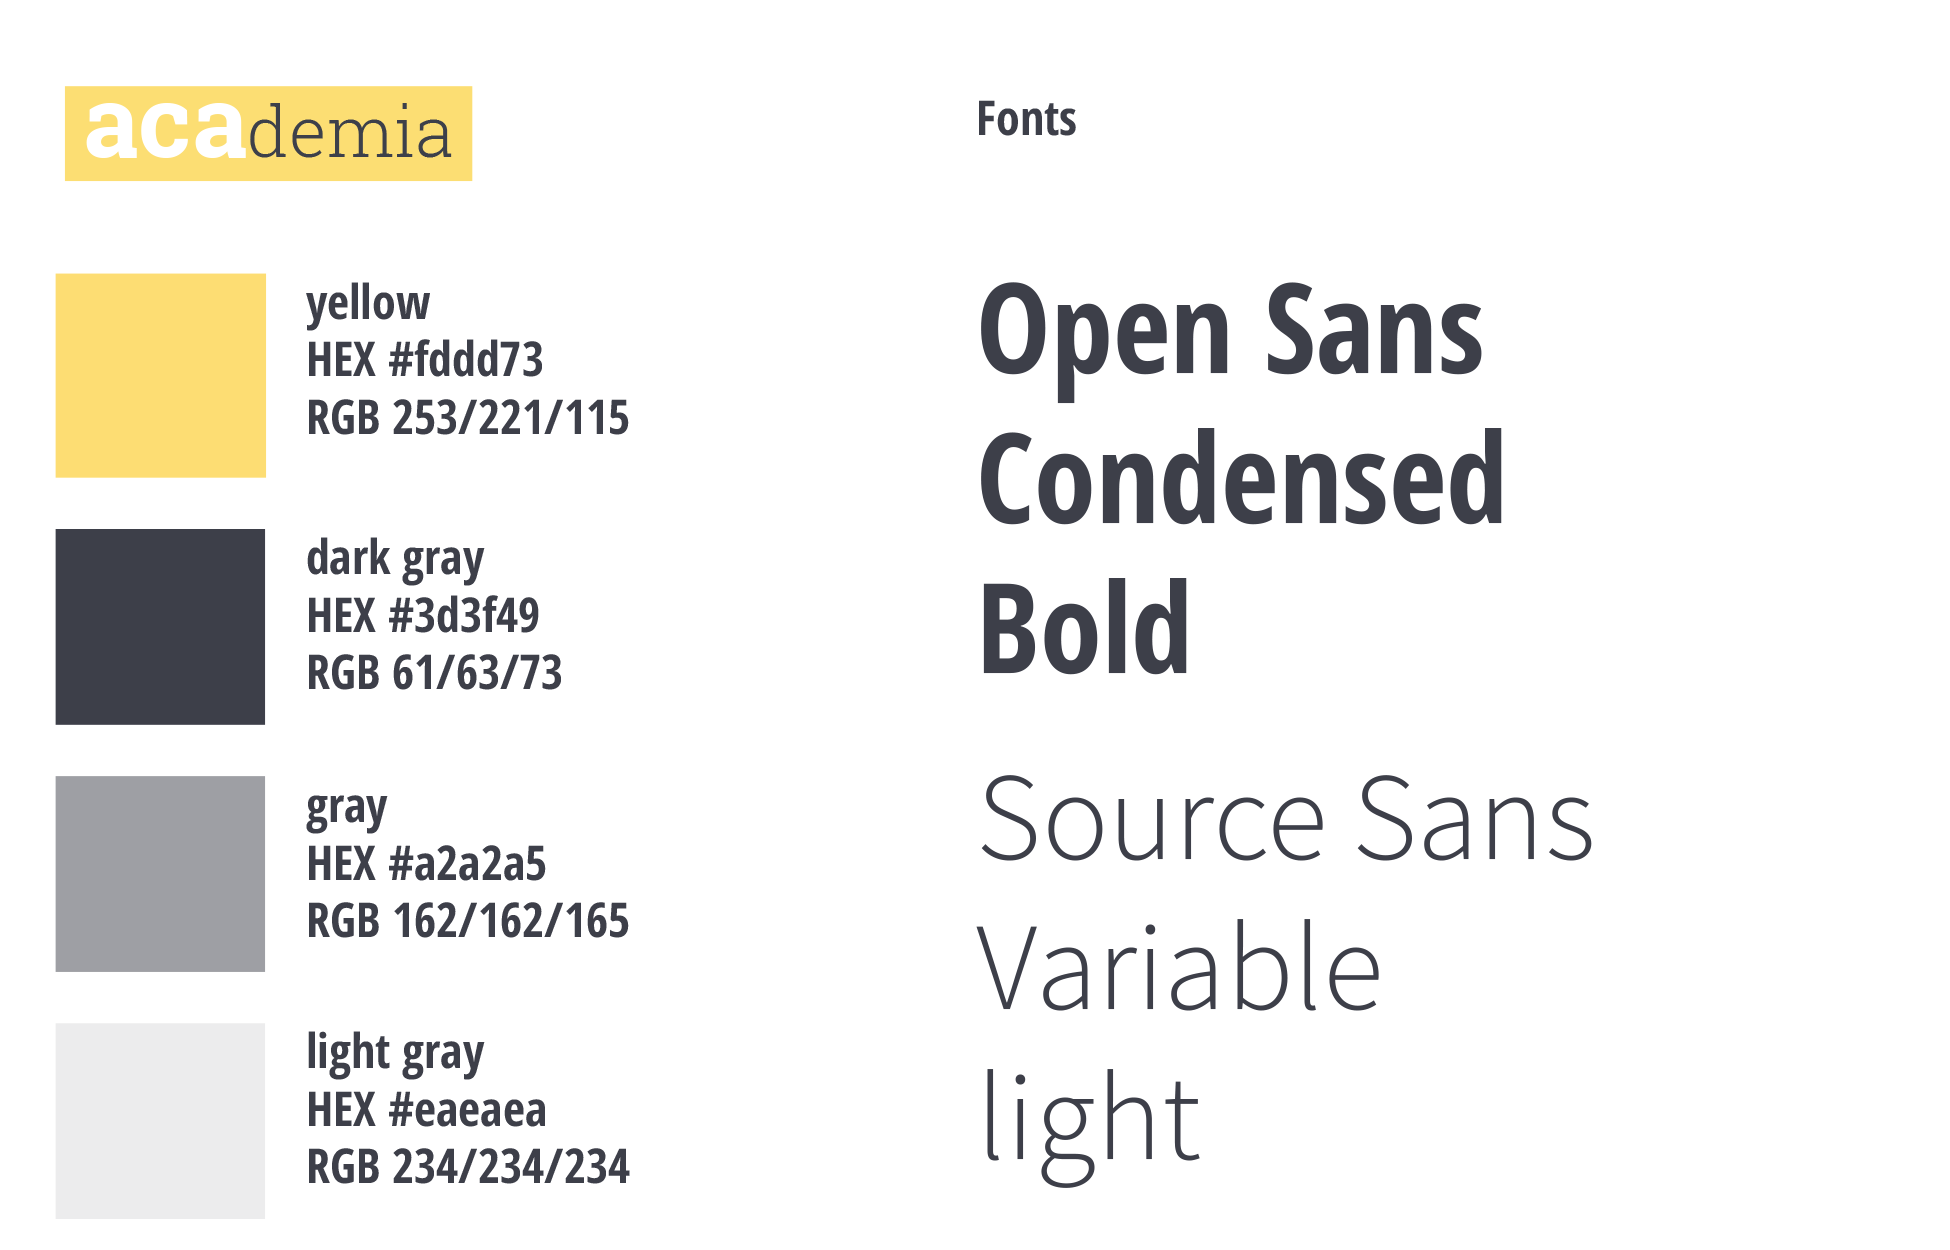 academia
yellow
HEX #fddd73
RGB 253/221/115
dark gray
HEX #3d3f49
RGB 61/63/73
gray
HEX #a2a2a5
RGB 162/162/165
light gray
HEX #eaeaea
RGB 234/234/234
Fonts
Open Sans
Condensed
Bold
Source Sans
Variable
light